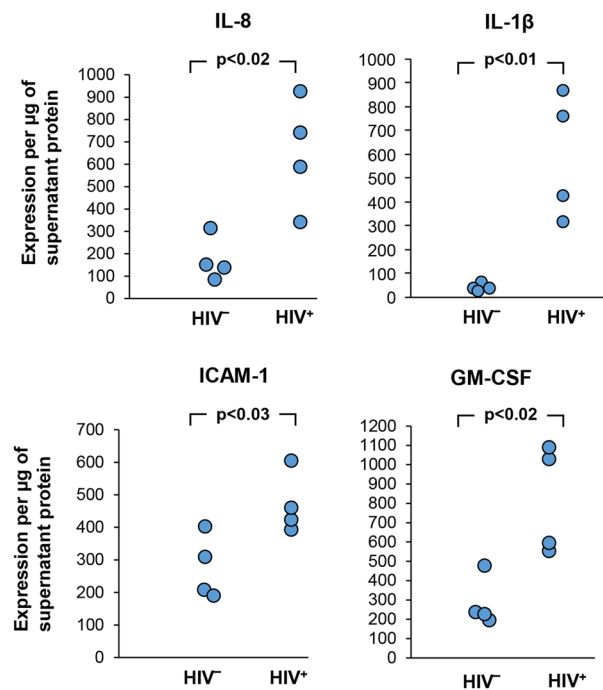 IL-8
p<0.02
Expression per µg of
supernatant protein
1000
900
800
700
600
500
400
300
200
100
0
HIV⁻
HIV⁺
IL-1β
p<0.01
1000
900
800
700
600
500
400
300
200
100
0
HIV⁻
HIV⁺
ICAM-1
p<0.03
Expression per µg of
supernatant protein
700
600
500
400
300
200
100
0
HIV⁻
HIV⁺
GM-CSF
p<0.02
1200
1100
1000
900
800
700
600
500
400
300
200
100
0
HIV⁻
HIV⁺